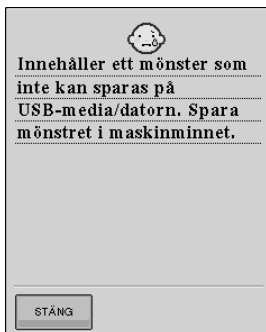 Innehåller ett mönster som
inte kan sparas på
USB-media/datorn. Spara
mönstret i maskinminnet.
STÄNG